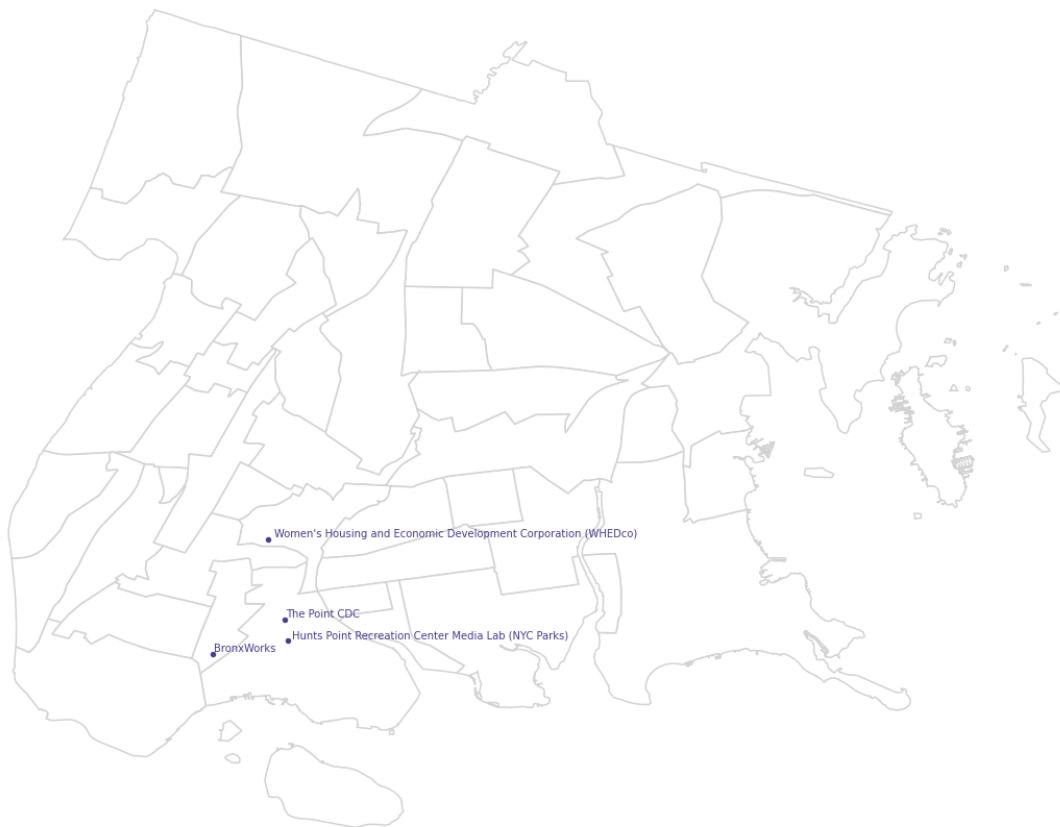 Women's Housing and Economic Development Corporation (WHEDco)
The Point CDC
Hunts Point Recreation Center Media Lab (NYC Parks)
BronxWorks